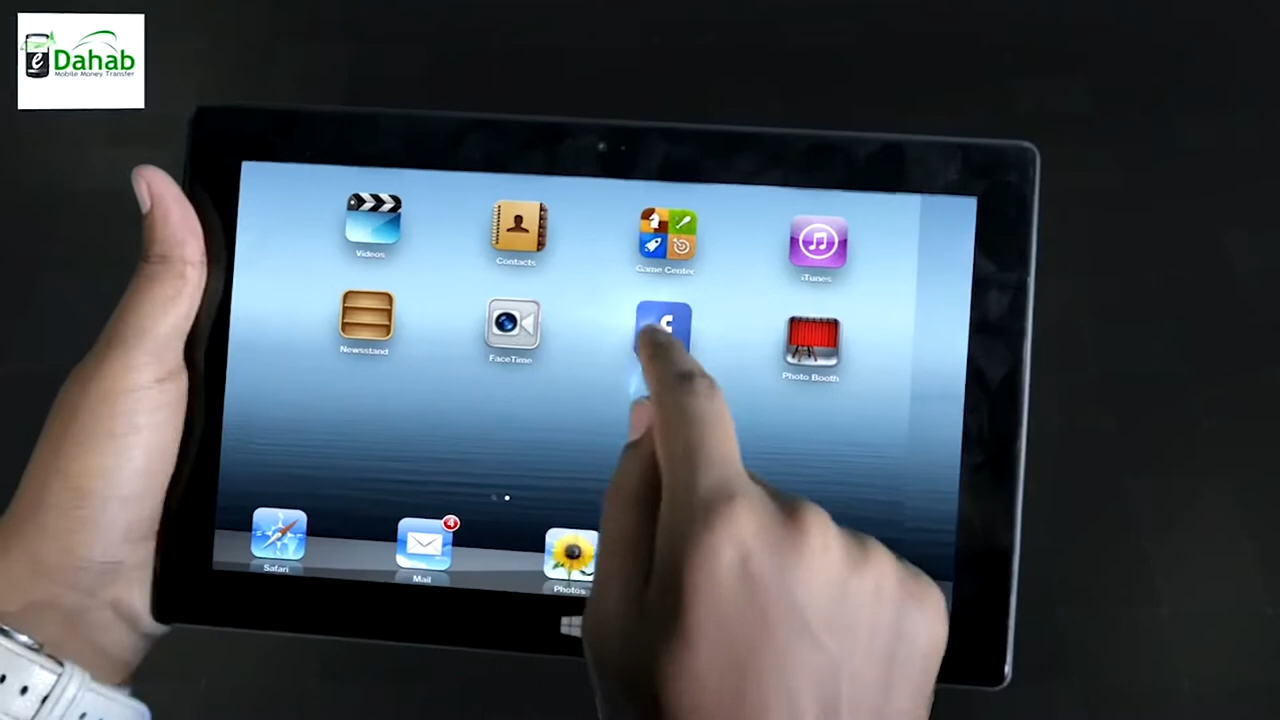 e Dahab
Mobile Money Transfer
Videos
Contacts
Game Center
iTunes
Newsstand
FaceTime
f
Photo Booth
4
Safari
Mail
Photos